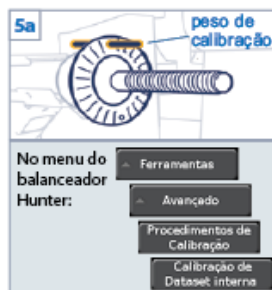 5a
peso de
calibração
No menu do
balanceador
Hunter:
Ferramentas
Avançado
Procedimentos de
Calibração
Calibração de
Dataset interna